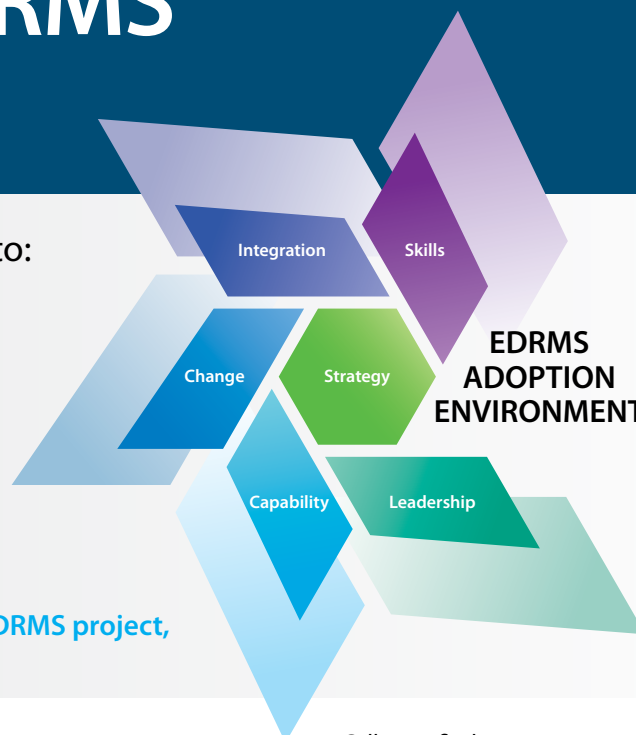 RMS
to:
Integration
Skills
EDRMS
ADOPTION
ENVIRONMENT
Change
Strategy
Capability
Leadership
DRMS project,